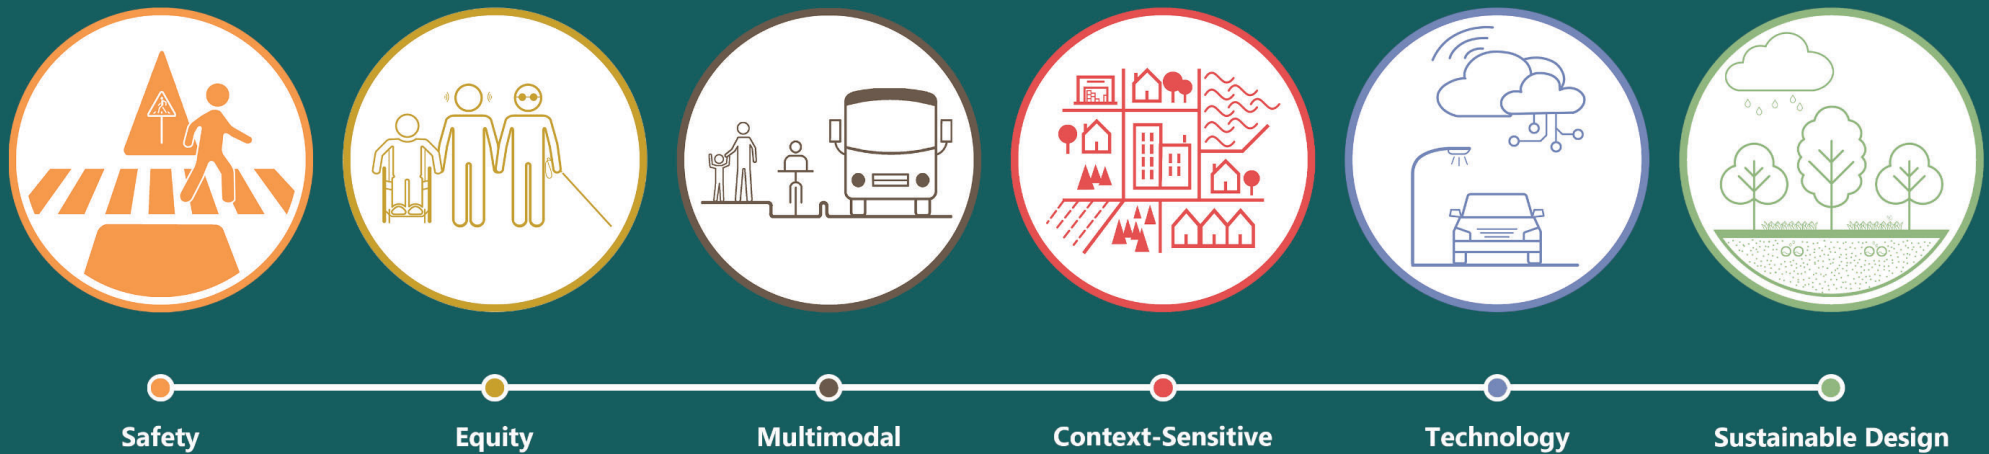 Safety
Equity
Multimodal
Context-Sensitive
Technology
Sustainable Design